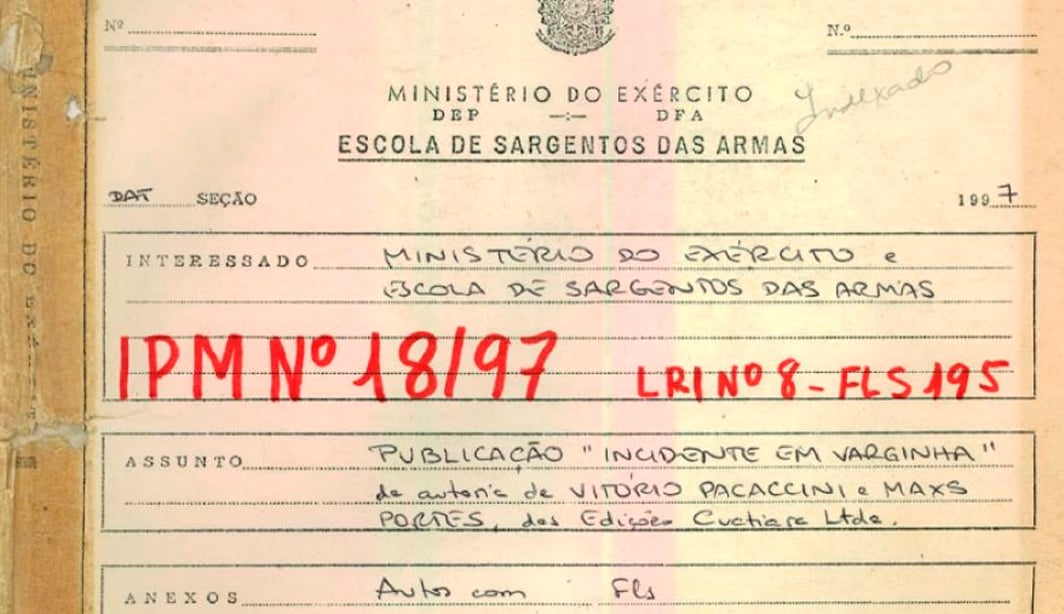 Nº
N.º
MINISTÉRIO DO EXÉRCITO
Indexado
DEP —:— DFA
ESCOLA DE SARGENTOS DAS ARMAS
DAT SEÇÃO
1997
INTERESSADO MINISTÉRIO DO EXÉRCITO e
ESCOLA DE SARGENTOS DAS ARMAS
IPM Nº 18/97
LRI Nº 8 - FLS 195
ASSUNTO PUBLICAÇÃO "INCIDENTE EM VARGINHA"
de autoria de VITÓRIO PACACCINI e MAXS
PORTES, das Edições Cuatiara Ltda.
ANEXOS Autos com Fls